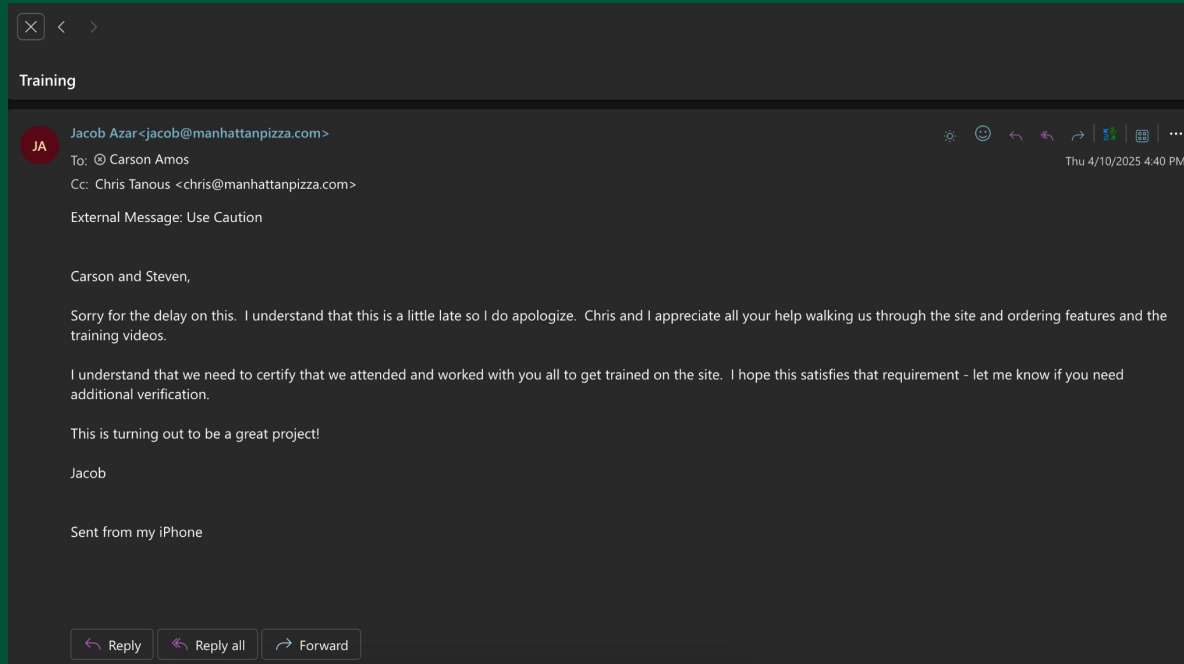 Training
JA
Jacob Azar<jacob@manhattanpizza.com>
To: Carson Amos
Thu 4/10/2025 4:40 PM
Cc: Chris Tanous <chris@manhattanpizza.com>
External Message: Use Caution
Carson and Steven,
Sorry for the delay on this.  I understand that this is a little late so I do apologize.  Chris and I appreciate all your help walking us through the site and ordering features and the
training videos.
I understand that we need to certify that we attended and worked with you all to get trained on the site.  I hope this satisfies that requirement - let me know if you need
additional verification.
This is turning out to be a great project!
Jacob
Sent from my iPhone
Reply
Reply all
Forward